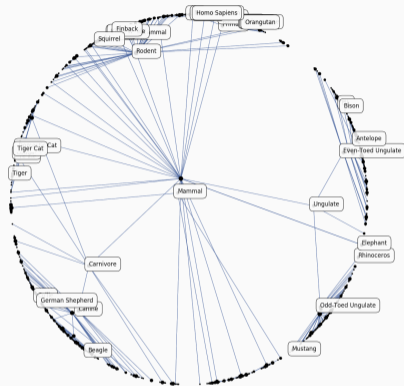 Homo Sapiens
Orangutan
Finback
Squirrel
Rodent
Bison
Antelope
Even-Toed Ungulate
Tiger Cat
Cat
Tiger
Mammal
Ungulate
Elephant
Rhinoceros
Carnivore
German Shepherd
Canine
Odd-Toed Ungulate
Mustang
Beagle